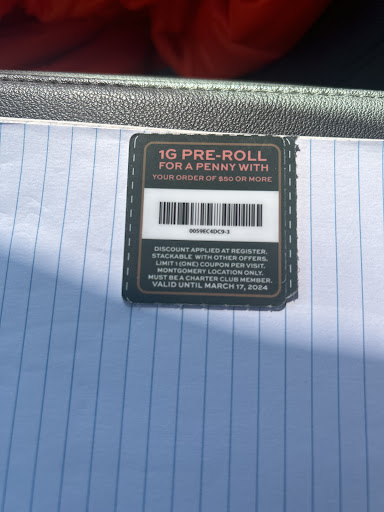 1G PRE-ROLL
FOR A PENNY WITH
YOUR ORDER OF $50 OR MORE
0059EC4DC9-3
DISCOUNT APPLIED AT REGISTER.
STACKABLE WITH OTHER OFFERS.
LIMIT 1 (ONE) COUPON PER VISIT.
MONTGOMERY LOCATION ONLY.
MUST BE A CHARTER CLUB MEMBER.
VALID UNTIL MARCH 17, 2024